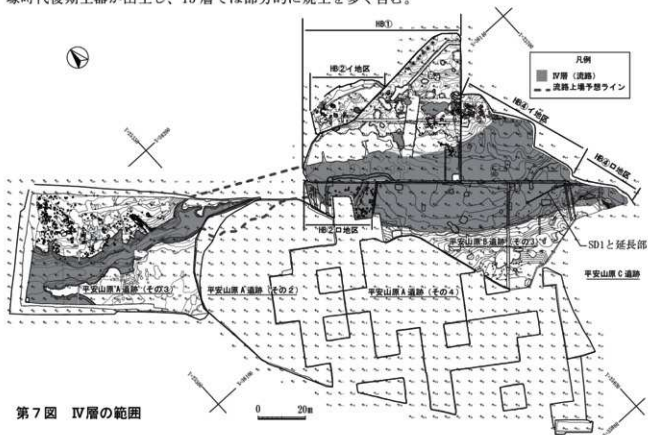 塚時代後期土器が出土し、15層では部分的に焼土を多く含む。
HB①
HB②イ地区
凡例
IV層（流路）
流路上場予想ライン
HB④イ地区
HB④ロ地区
HB②ロ地区
平安山原B遺跡（その3）
SD1と延長部
平安山原A遺跡（その3）
平安山原A遺跡（その2）
平安山原A遺跡（その4）
平安山原C遺跡
第7図 IV層の範囲
0 20m